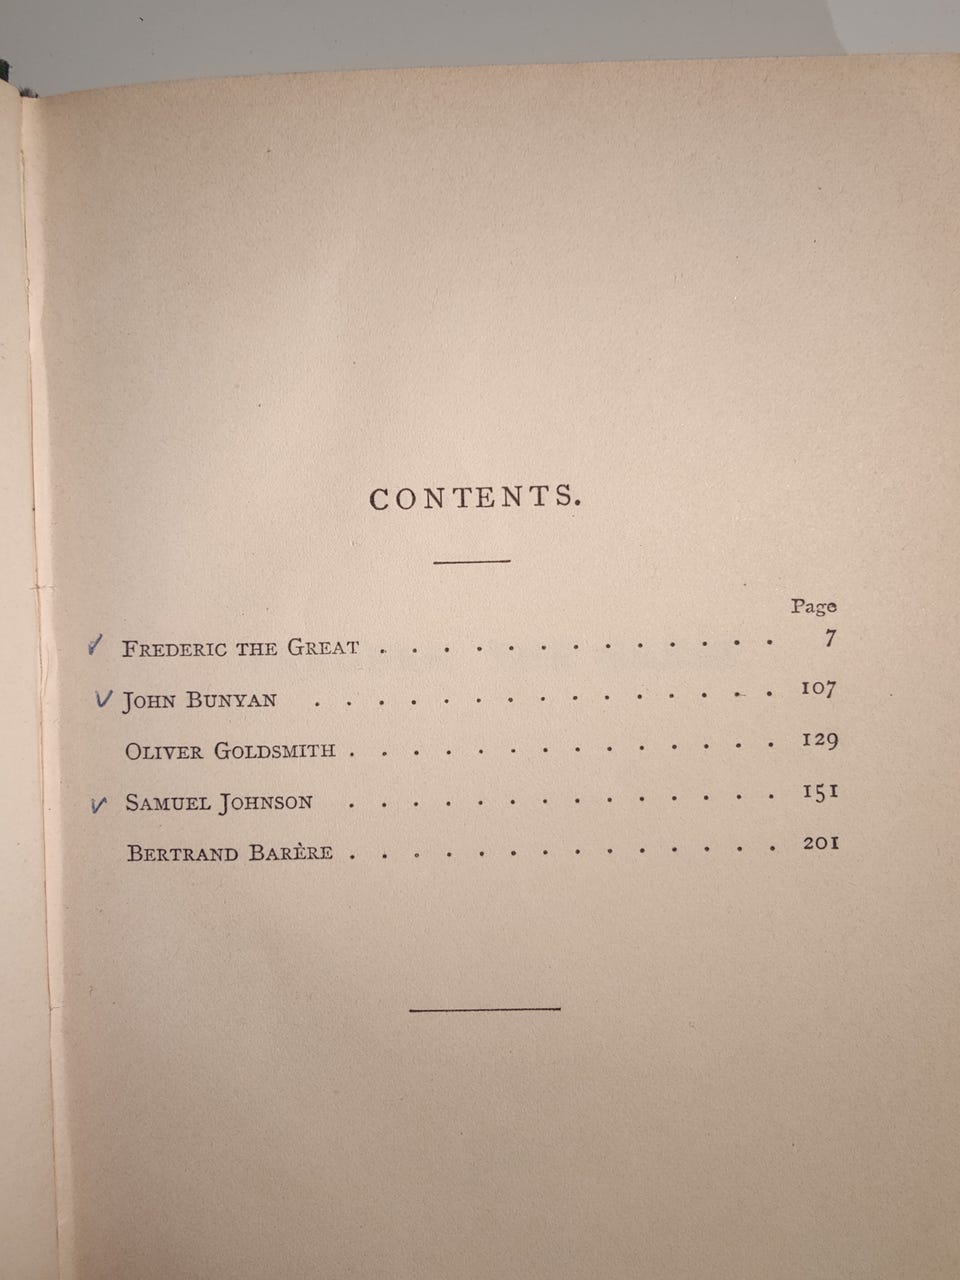 CONTENTS.
Page
FREDERIC THE GREAT . . . . . . . . . . . . . 7
JOHN BUNYAN . . . . . . . . . . . . . . . 107
OLIVER GOLDSMITH . . . . . . . . . . . . . . 129
SAMUEL JOHNSON . . . . . . . . . . . . . . 151
BERTRAND BARÈRE . . . . . . . . . . . . . . 201